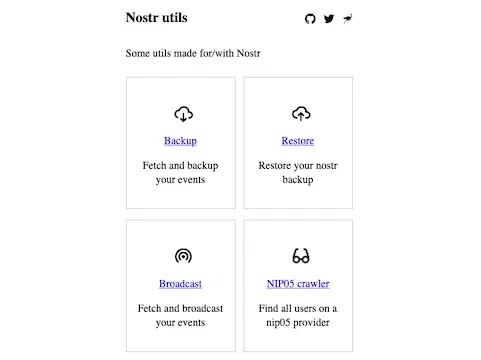 Nostr utils
Some utils made for/with Nostr
Backup
Fetch and backup
your events
Restore
Restore your nostr
backup
Broadcast
Fetch and broadcast
your events
NIP05 crawler
Find all users on a
nip05 provider